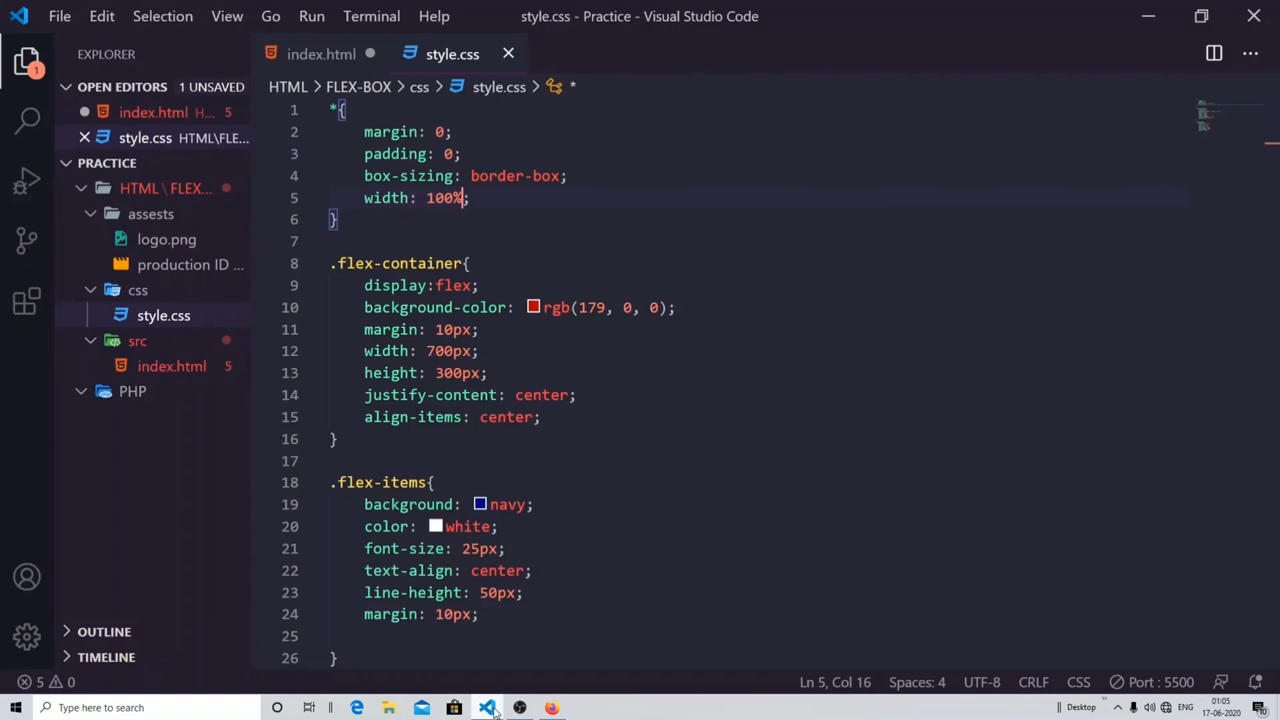 File Edit Selection View Go Run Terminal Help style.css - Practice - Visual Studio Code
EXPLORER
index.html
style.css
1
OPEN EDITORS 1 UNSAVED
HTML > FLEX-BOX > css > style.css > *
index.html H... 5
style.css HTML\FLE...
PRACTICE
HTML \ FLEX...
assests
logo.png
production ID ...
css
style.css
src
index.html 5
PHP
OUTLINE
TIMELINE
1 *{
2 margin: 0;
3 padding: 0;
4 box-sizing: border-box;
5 width: 100%;
6 }
7
8 .flex-container{
9 display:flex;
10 background-color: rgb(179, 0, 0);
11 margin: 10px;
12 width: 700px;
13 height: 300px;
14 justify-content: center;
15 align-items: center;
16 }
17
18 .flex-items{
19 background: navy;
20 color: white;
21 font-size: 25px;
22 text-align: center;
23 line-height: 50px;
24 margin: 10px;
25
26 }
5 0 Ln 5, Col 16 Spaces: 4 UTF-8 CRLF CSS Port : 5500
Type here to search
Desktop
ENG
01:05
17-06-2020
10